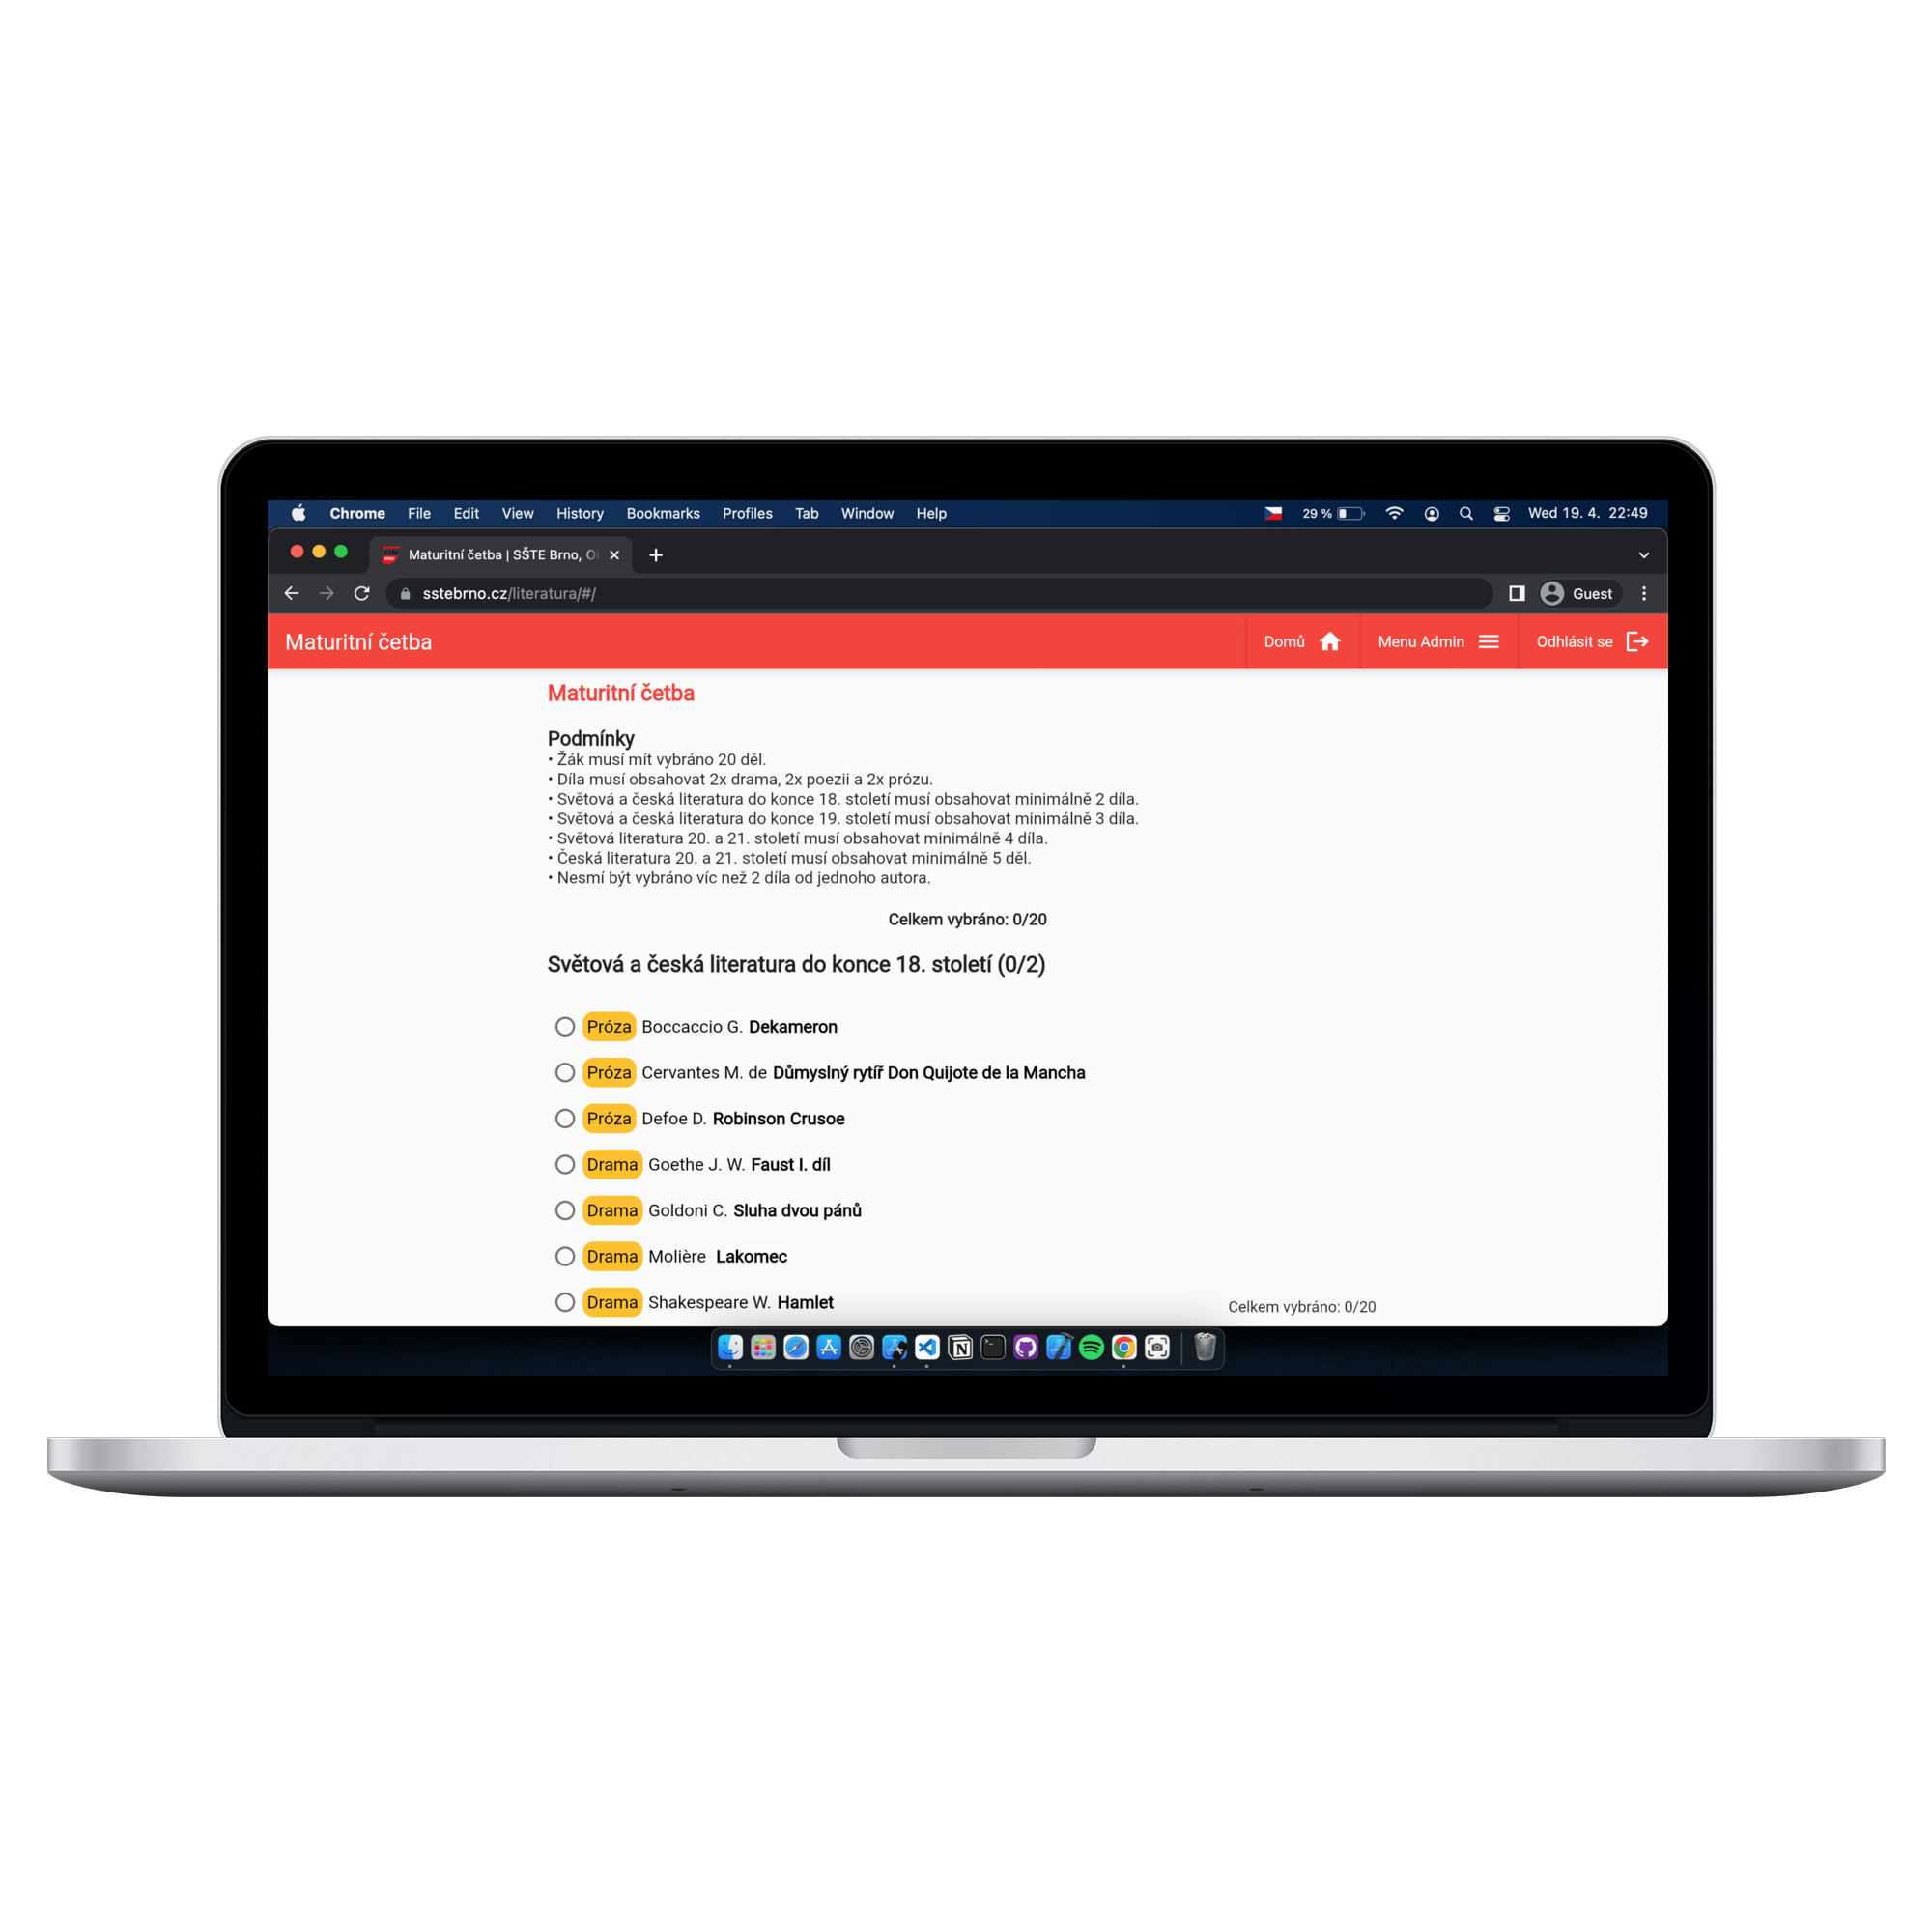 Chrome File Edit View History Bookmarks Profiles Tab Window Help 29 % Wed 19. 4. 22:49
Maturitní četba | SŠTE Brno, O
sstebrno.cz/literatura/#/ Guest
Maturitní četba Domů Menu Admin Odhlásit se
Maturitní četba
Podmínky
• Žák musí mít vybráno 20 děl.
• Díla musí obsahovat 2x drama, 2x poezii a 2x prózu.
• Světová a česká literatura do konce 18. století musí obsahovat minimálně 2 díla.
• Světová a česká literatura do konce 19. století musí obsahovat minimálně 3 díla.
• Světová literatura 20. a 21. století musí obsahovat minimálně 4 díla.
• Česká literatura 20. a 21. století musí obsahovat minimálně 5 děl.
• Nesmí být vybráno víc než 2 díla od jednoho autora.
Celkem vybráno: 0/20
Světová a česká literatura do konce 18. století (0/2)
Próza Boccaccio G. Dekameron
Próza Cervantes M. de Důmyslný rytíř Don Quijote de la Mancha
Próza Defoe D. Robinson Crusoe
Drama Goethe J. W. Faust I. díl
Drama Goldoni C. Sluha dvou pánů
Drama Molière Lakomec
Drama Shakespeare W. Hamlet
Celkem vybráno: 0/20